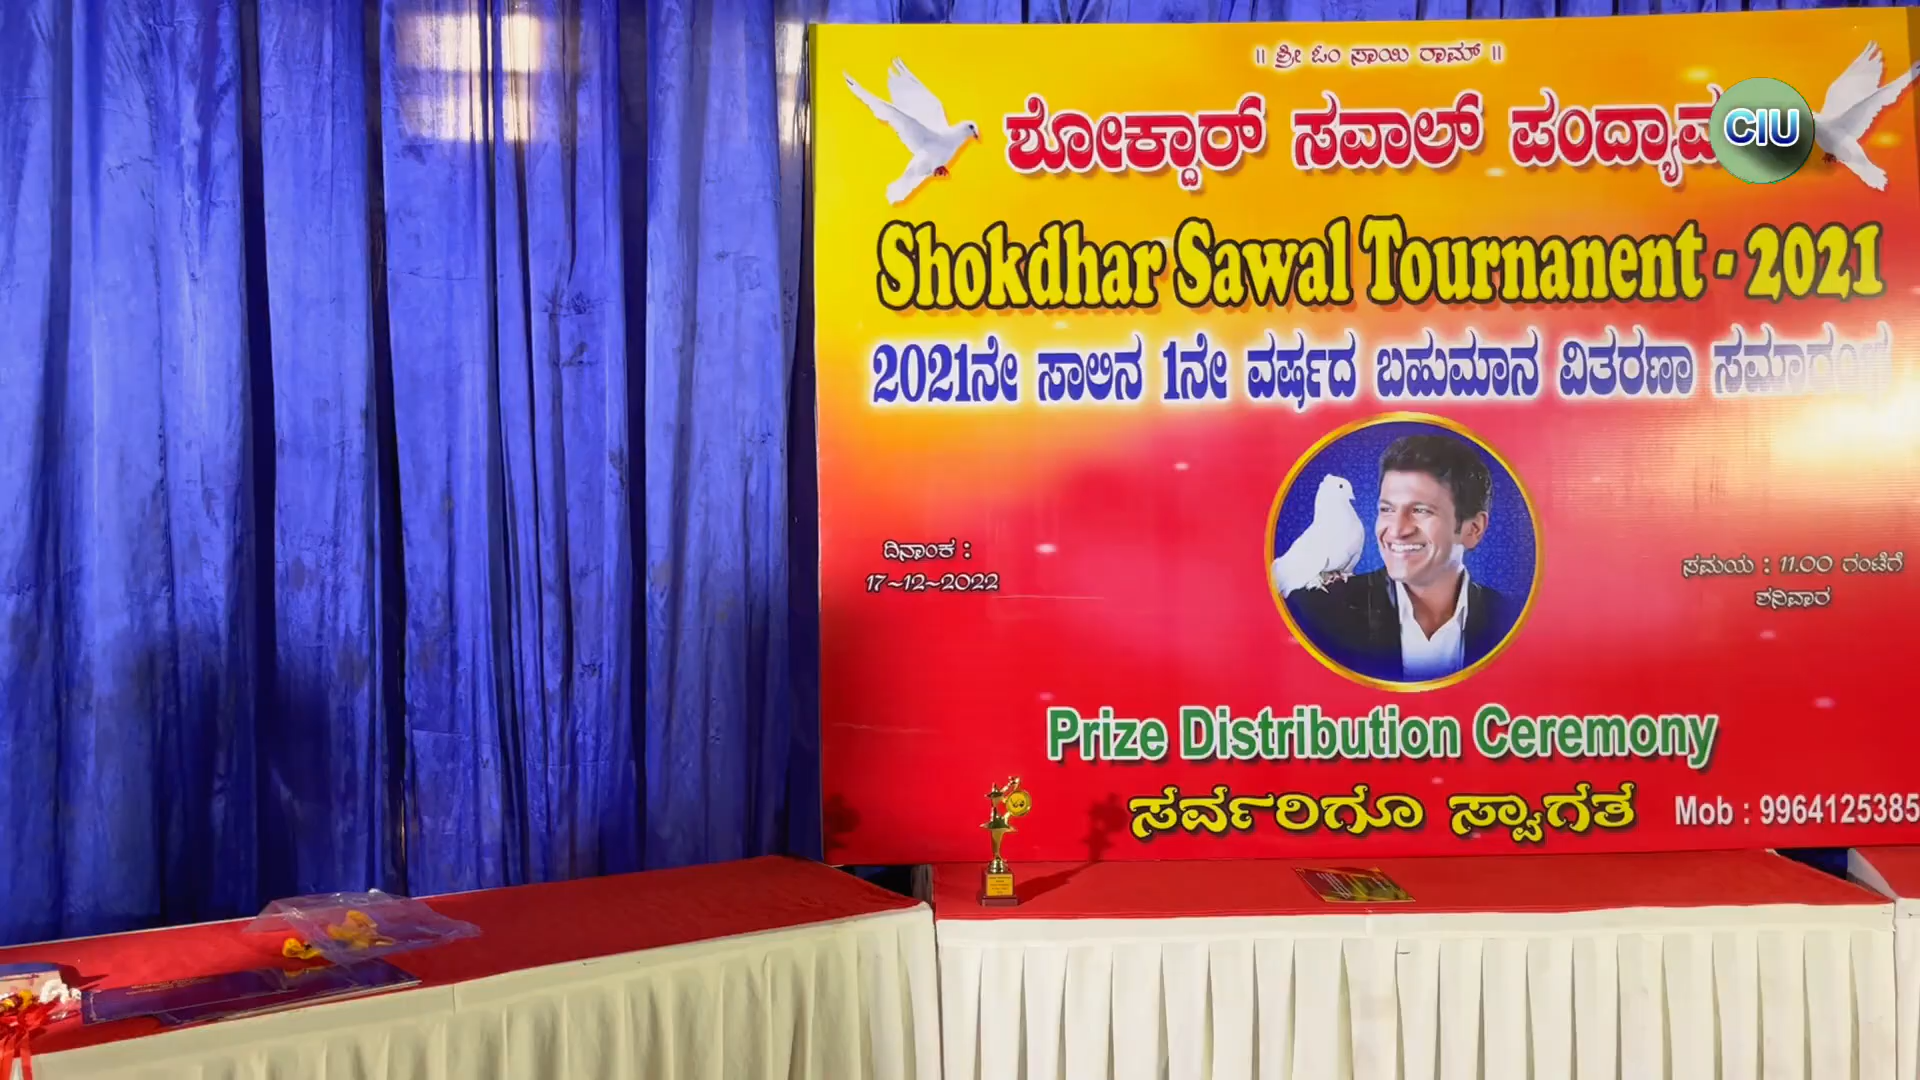 ॥ ಶ್ರೀ ಓಂ ಸಾಯಿ ರಾಮ್ ॥
ಶೋಕ್ದಾರ್ ಸವಾಲ್
CIU
Shokdhar Sawal Tournanent - 2021
2021ನೇ ಸಾಲಿನ 1ನೇ ವರ್ಷದ ಬಹುಮಾನ ವಿತರಣಾ ಸಮಾರಂಭ
ದಿನಾಂಕ :
17-12-2022
ಸಮಯ : 11.00 ಗಂಟೆಗೆ
ಶನಿವಾರ
Prize Distribution Ceremony
ಸರ್ವರಿಗೂ ಸ್ವಾಗತ
Mob : 9964125385